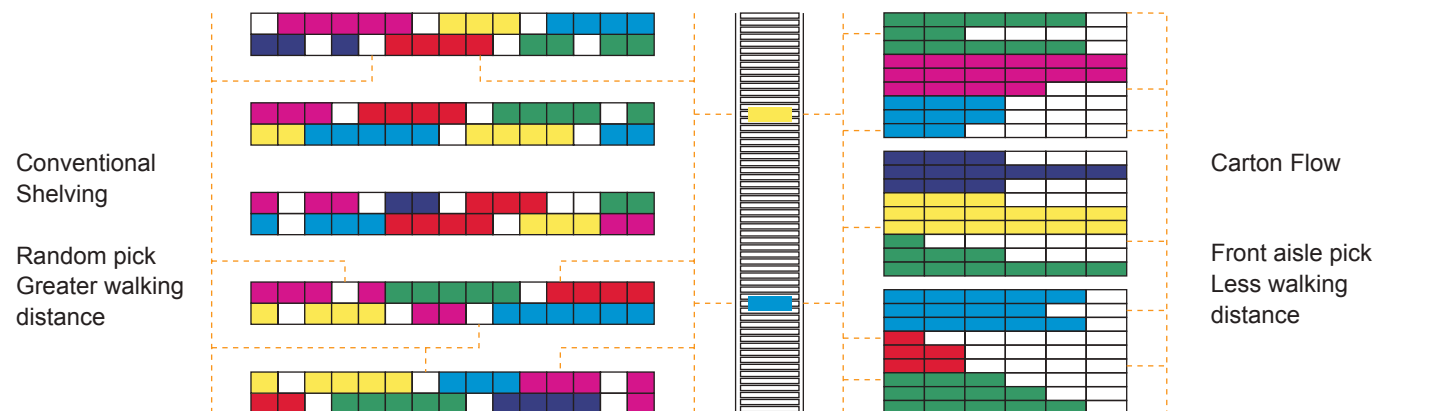 Conventional
Shelving
Random pick
Greater walking
distance
Carton Flow
Front aisle pick
Less walking
distance